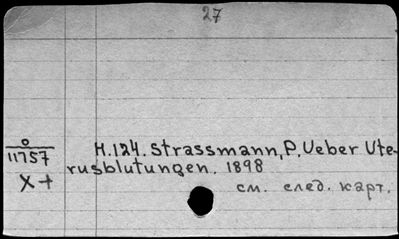 27
O
11757
X+
H.124. Strassmann, P. Ueber Ute-
rusblutungen. 1898
см. след. карт.